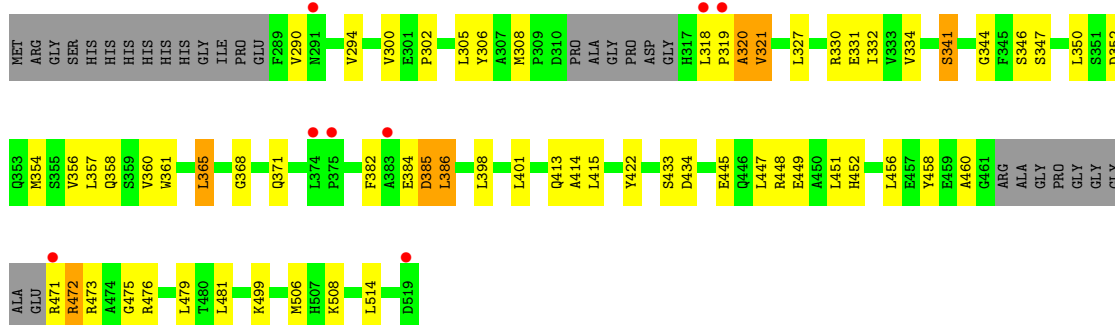 MET ARG GLY SER HIS HIS HIS HIS HIS HIS GLY ILE PRO GLU F289 V290 N291 V294 V300 E301 P302 L305 Y306 A307 M308 P309 D310 PRO ALA GLY PRO ASP GLY H317 L318 P319 A320 V321 L327 R330 E331 I332 V333 V334 S341 G344 F345 S346 S347 L350 S351 D352
Q353 M354 S355 V356 L357 Q358 S359 V360 W361 L365 G368 Q371 L374 P375 F382 A383 E384 D385 L386 L398 L401 Q413 A414 L415 Y422 S433 D434 E445 Q446 L447 R448 E449 A450 L451 H452 L456 E457 Y458 E459 A460 G461 ARG ALA GLY PRO GLY GLY GLY
ALA GLU R471 R472 R473 A474 G475 R476 L479 T480 L481 K499 M506 H507 K508 L514 D519